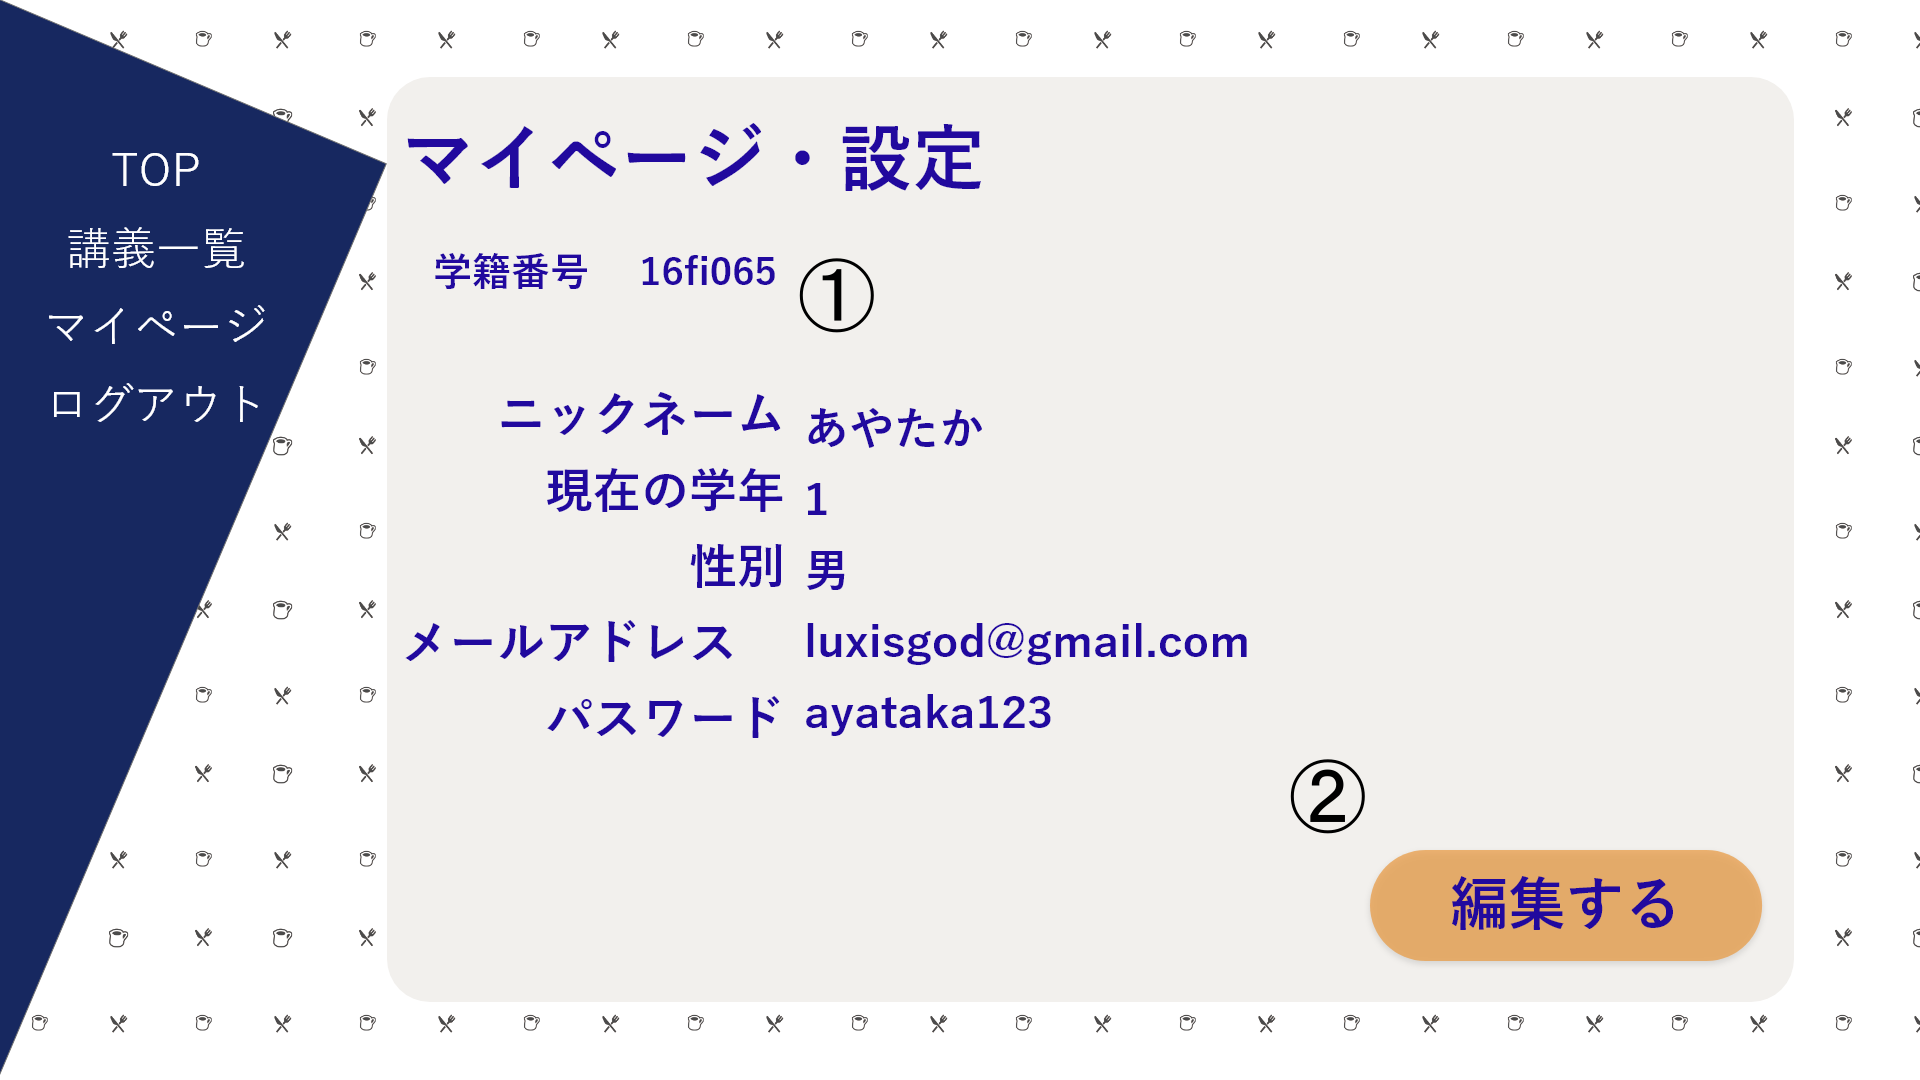 TOP
講義一覧
マイページ
ログアウト
マイページ・設定
学籍番号 16fi065
①
ニックネーム あやたか
現在の学年 1
性別 男
メールアドレス luxisgod@gmail.com
パスワード ayataka123
②
編集する